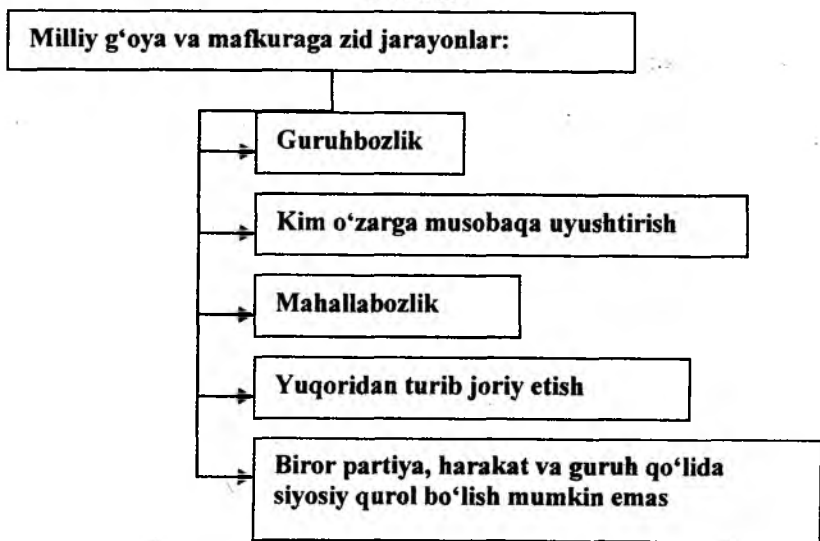 Milliy g‘oya va mafkuraga zid jarayonlar:
Guruhbozlik
Kim o‘zarga musobaqa uyushtirish
Mahallabozlik
Yuqoridan turib joriy etish
Biror partiya, harakat va guruh qo‘lida
siyosiy qurol bo‘lish mumkin emas